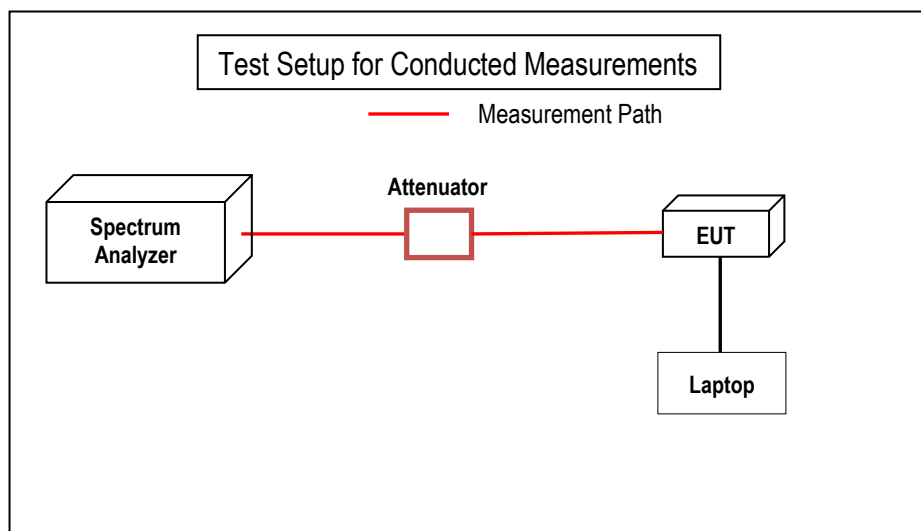 Test Setup for Conducted Measurements
Measurement Path
Attenuator
Spectrum
Analyzer
EUT
Laptop